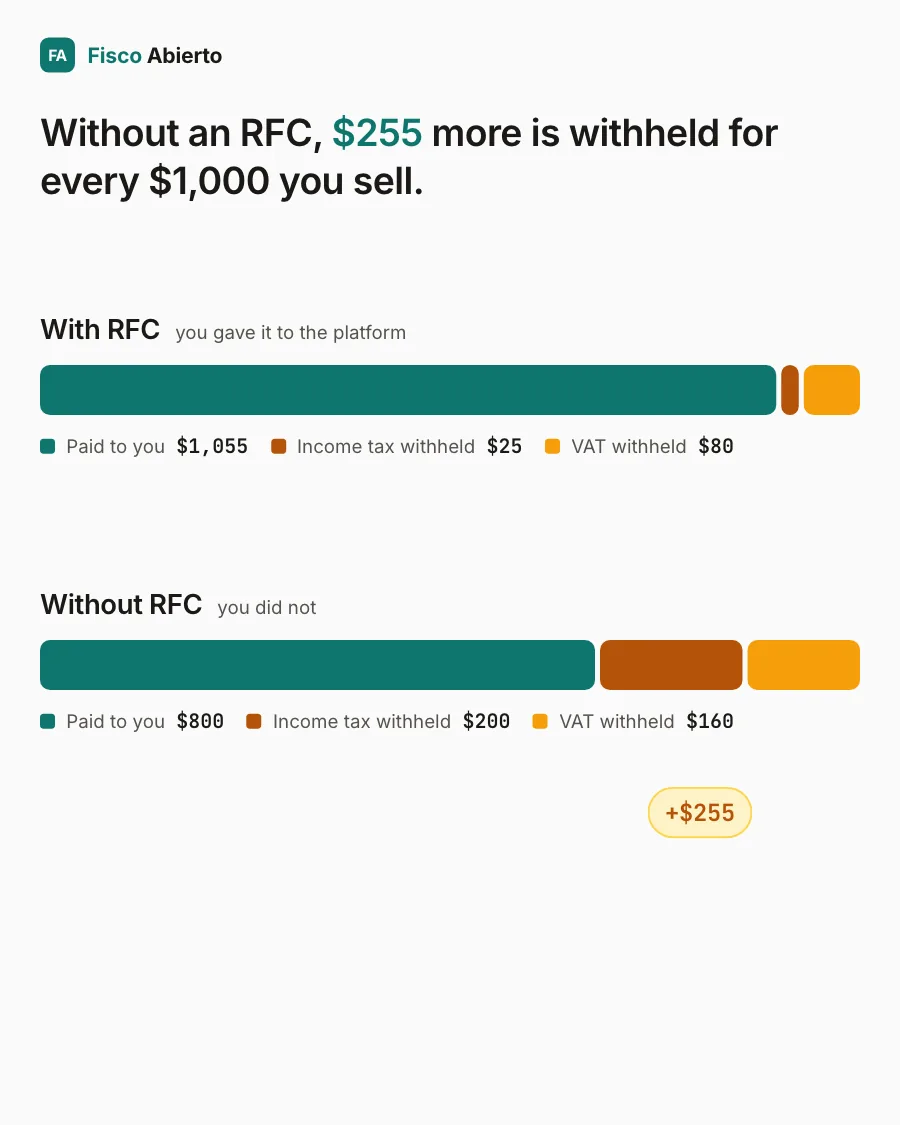 FA Fisco Abierto
Without an RFC, $255 more is withheld for
every $1,000 you sell.
With RFC you gave it to the platform
Paid to you $1,055 Income tax withheld $25 VAT withheld $80
Without RFC you did not
Paid to you $800 Income tax withheld $200 VAT withheld $160
+$255